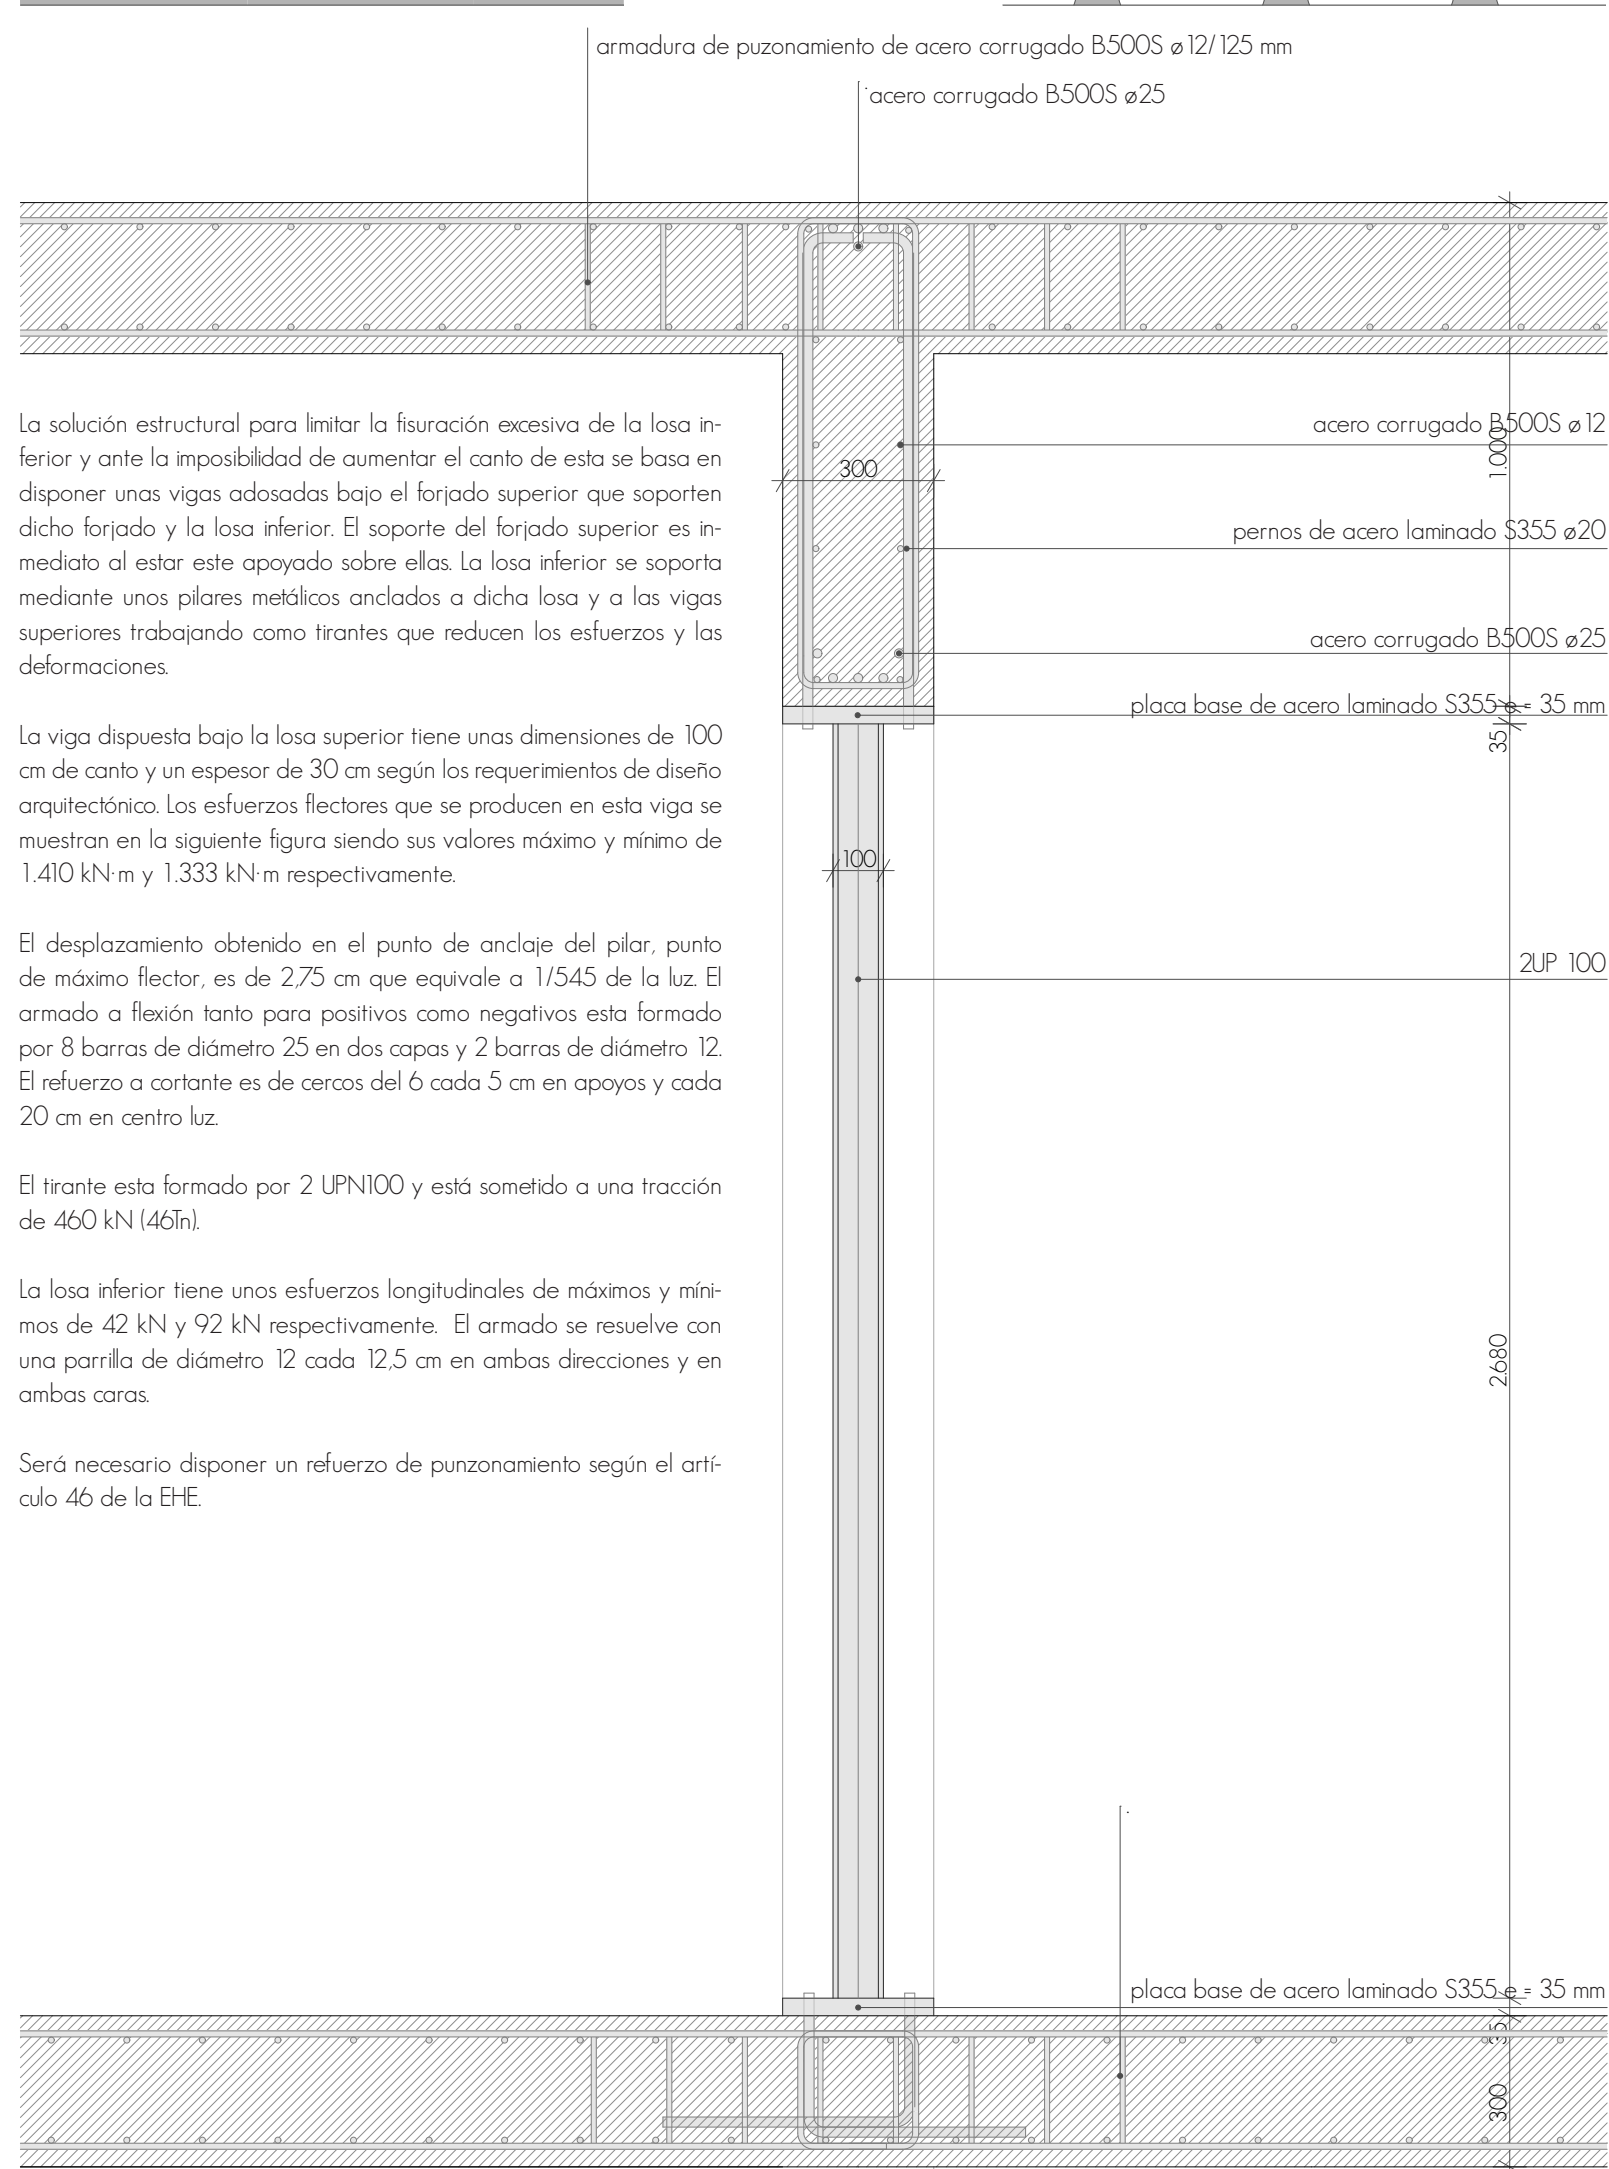 armadura de puzonamiento de acero corrugado B500S ø12/125 mm
acero corrugado B500S ø25
La solución estructural para limitar la fisuración excesiva de la losa in-
ferior y ante la imposibilidad de aumentar el canto de esta se basa en
disponer unas vigas adosadas bajo el forjado superior que soporten
dicho forjado y la losa inferior. El soporte del forjado superior es in-
mediato al estar este apoyado sobre ellas. La losa inferior se soporta
mediante unos pilares metálicos anclados a dicha losa y a las vigas
superiores trabajando como tirantes que reducen los esfuerzos y las
deformaciones.
La viga dispuesta bajo la losa superior tiene unas dimensiones de 100
cm de canto y un espesor de 30 cm según los requerimientos de diseño
arquitectónico. Los esfuerzos flectores que se producen en esta viga se
muestran en la siguiente figura siendo sus valores máximo y mínimo de
1.410 kN·m y 1.333 kN·m respectivamente.
El desplazamiento obtenido en el punto de anclaje del pilar, punto
de máximo flector, es de 2,75 cm que equivale a 1/545 de la luz. El
armado a flexión tanto para positivos como negativos esta formado
por 8 barras de diámetro 25 en dos capas y 2 barras de diámetro 12.
El refuerzo a cortante es de cercos del 6 cada 5 cm en apoyos y cada
20 cm en centro luz.
El tirante esta formado por 2 UPN100 y está sometido a una tracción
de 460 kN (46Tn).
La losa inferior tiene unos esfuerzos longitudinales de máximos y míni-
mos de 42 kN y 92 kN respectivamente. El armado se resuelve con
una parrilla de diámetro 12 cada 12,5 cm en ambas direcciones y en
ambas caras.
Será necesario disponer un refuerzo de punzonamiento según el artí-
culo 46 de la EHE.
300
100
acero corrugado B500S ø12
1.000
pernos de acero laminado S355 ø20
acero corrugado B500S ø25
placa base de acero laminado S355 e = 35 mm
35
2UP 100
2.680
placa base de acero laminado S355 e = 35 mm
35
300